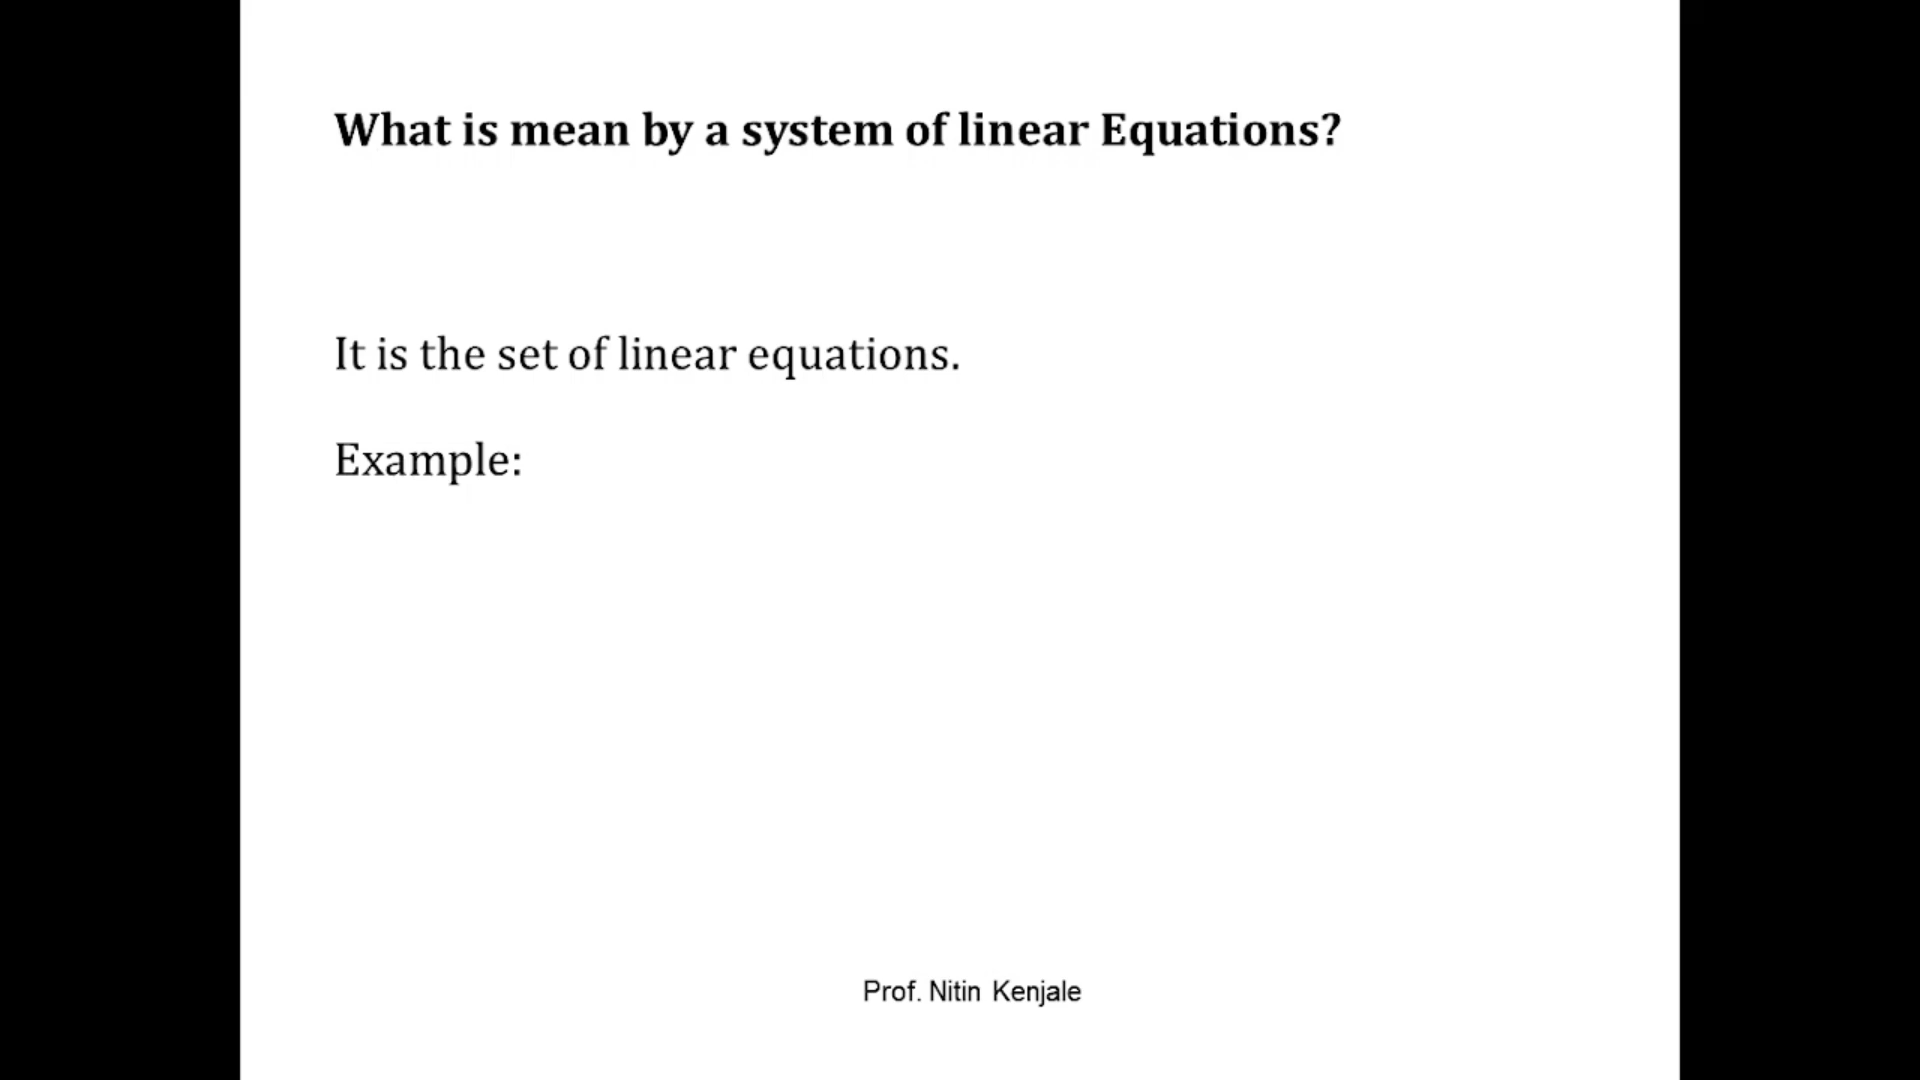 What is mean by a system of linear Equations?
It is the set of linear equations.
Example:
Prof. Nitin Kenjale